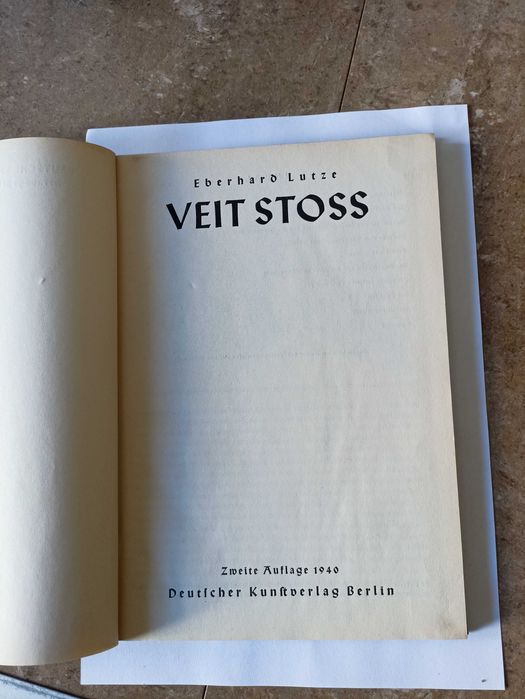 Eberhard Lutze
VEIT STOSS
Zweite Auflage 1940
Deutſcher Kunſtverlag Berlin